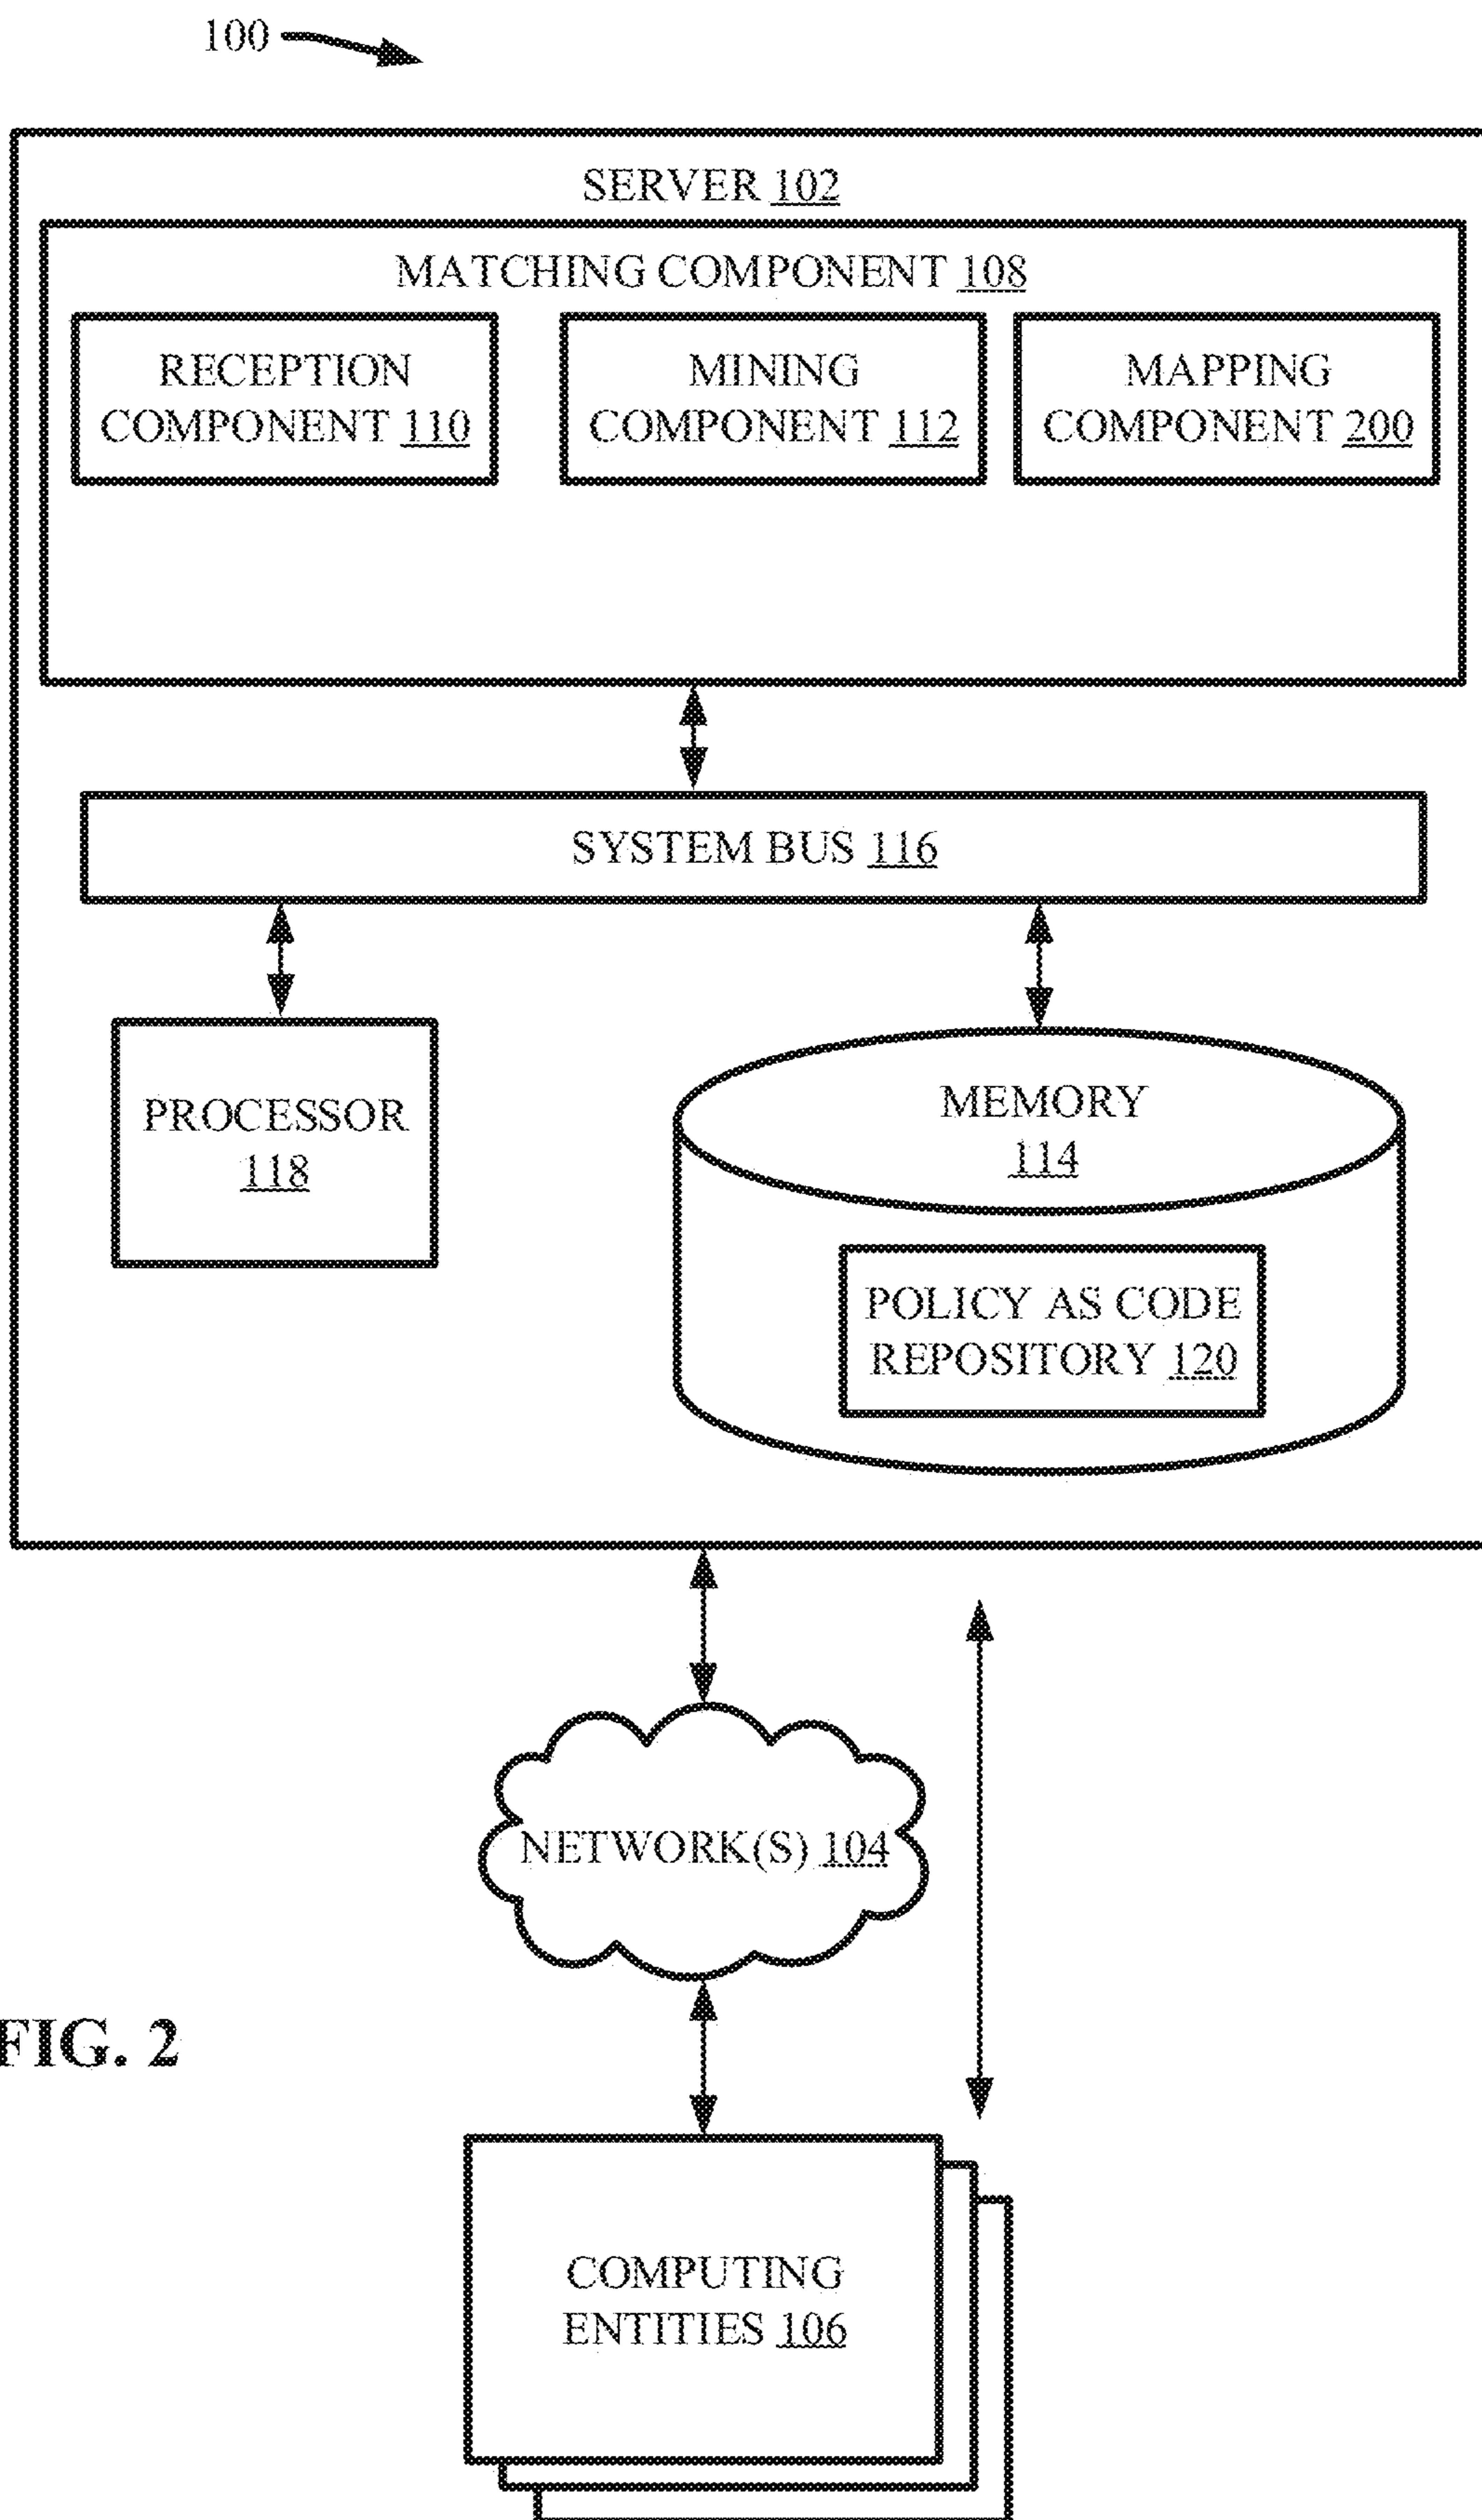 100
SERVER 102
MATCHING COMPONENT 108
RECEPTION
COMPONENT 110
MINING
COMPONENT 112
MAPPING
COMPONENT 200
SYSTEM BUS 116
PROCESSOR
118
MEMORY
114
POLICY AS CODE
REPOSITORY 120
NETWORK(S) 104
FIG. 2
COMPUTING
ENTITIES 106